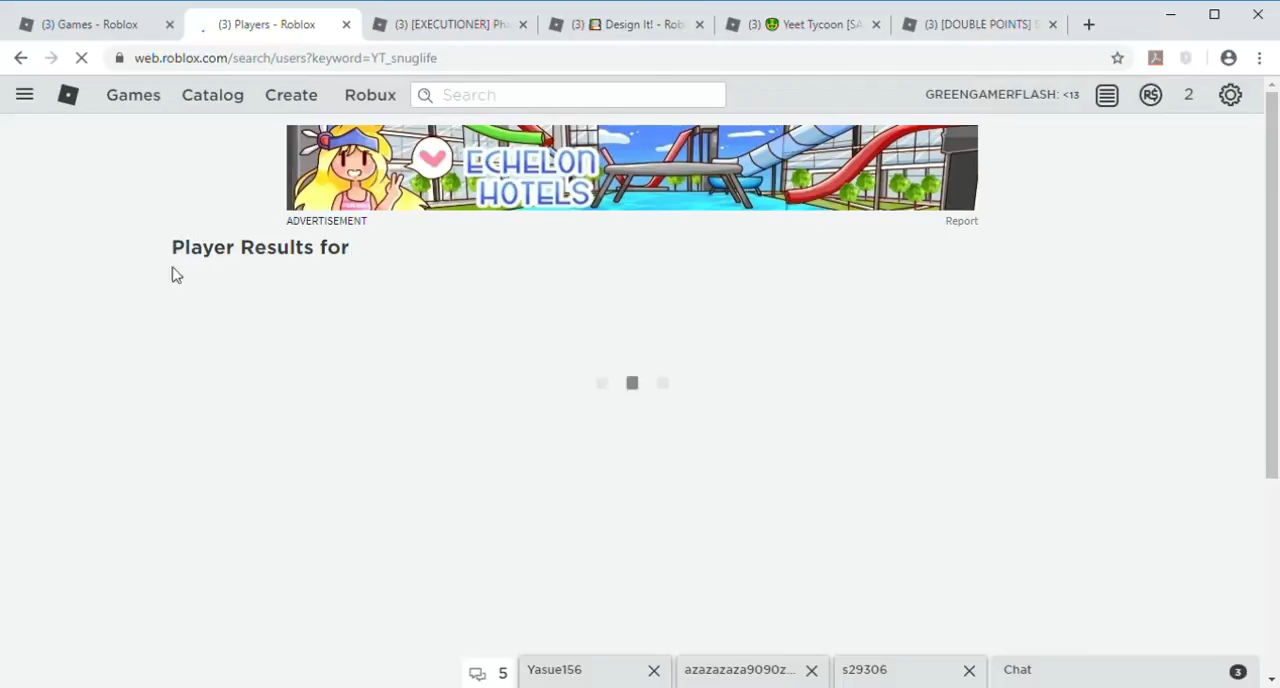 (3) Games - Roblox
(3) Players - Roblox
(3) [EXECUTIONER] Pha
(3) Design It! - Rob
(3) Yeet Tycoon [SA
(3) [DOUBLE POINTS]
web.roblox.com/search/users?keyword=YT_snuglife
Games Catalog Create Robux Search GREENGAMERFLASH: <13 R$ 2
ECHELON
HOTELS
ADVERTISEMENT Report
Player Results for
5 Yasue156 azazazaza9090z... s29306 Chat 3